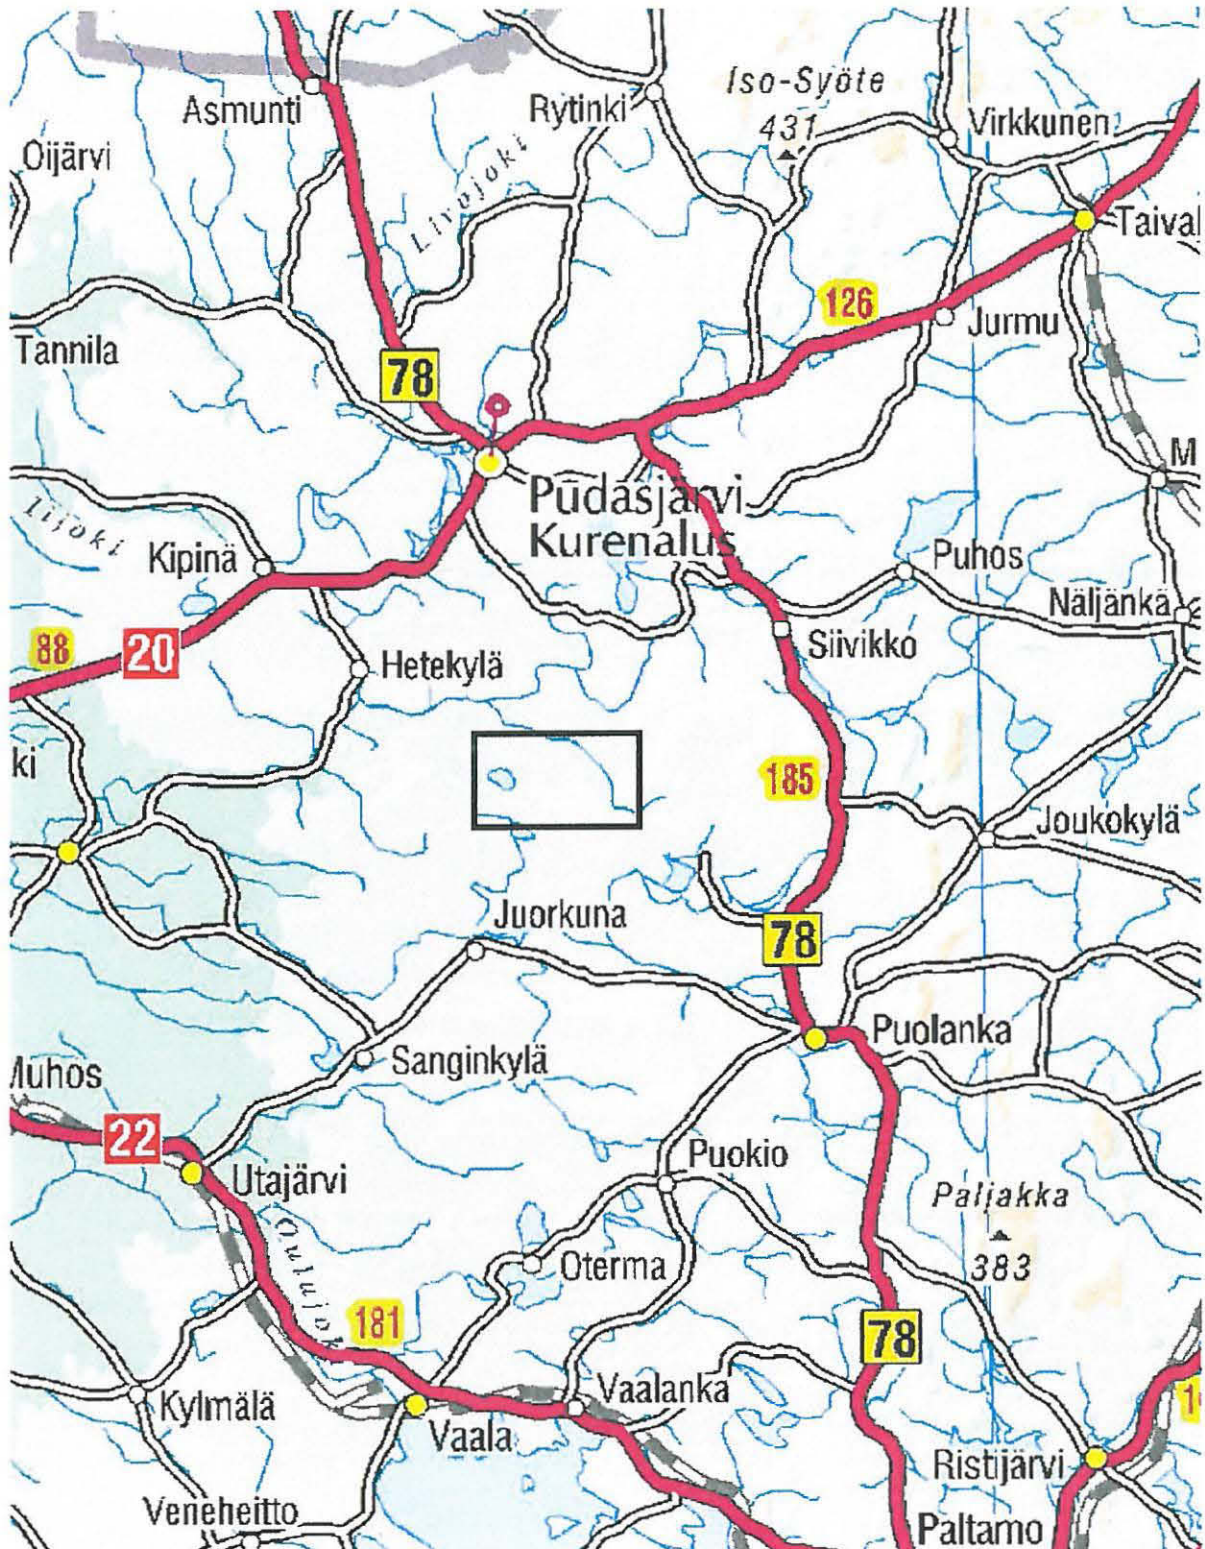 Iso-Syöte
Asmunti
Rytinki
431
Virkkunen
Oijärvi
Livojoki
Taival
126
Jurmu
Tannila
78
M
Pudasjärvi
Kurenalus
Iijoki
Kipinä
Puhos
Näljänkä
88
20
Hetekylä
Siivikko
ki
185
Joukokylä
Juorkuna
78
Puolanka
Sanginkylä
Muhos
22
Puokio
Utajärvi
Paljakka
Oulujoki
Oterma
383
181
78
Vaalanka
Kylmälä
Vaala
Ristijärvi
Veneheitto
Paltamo